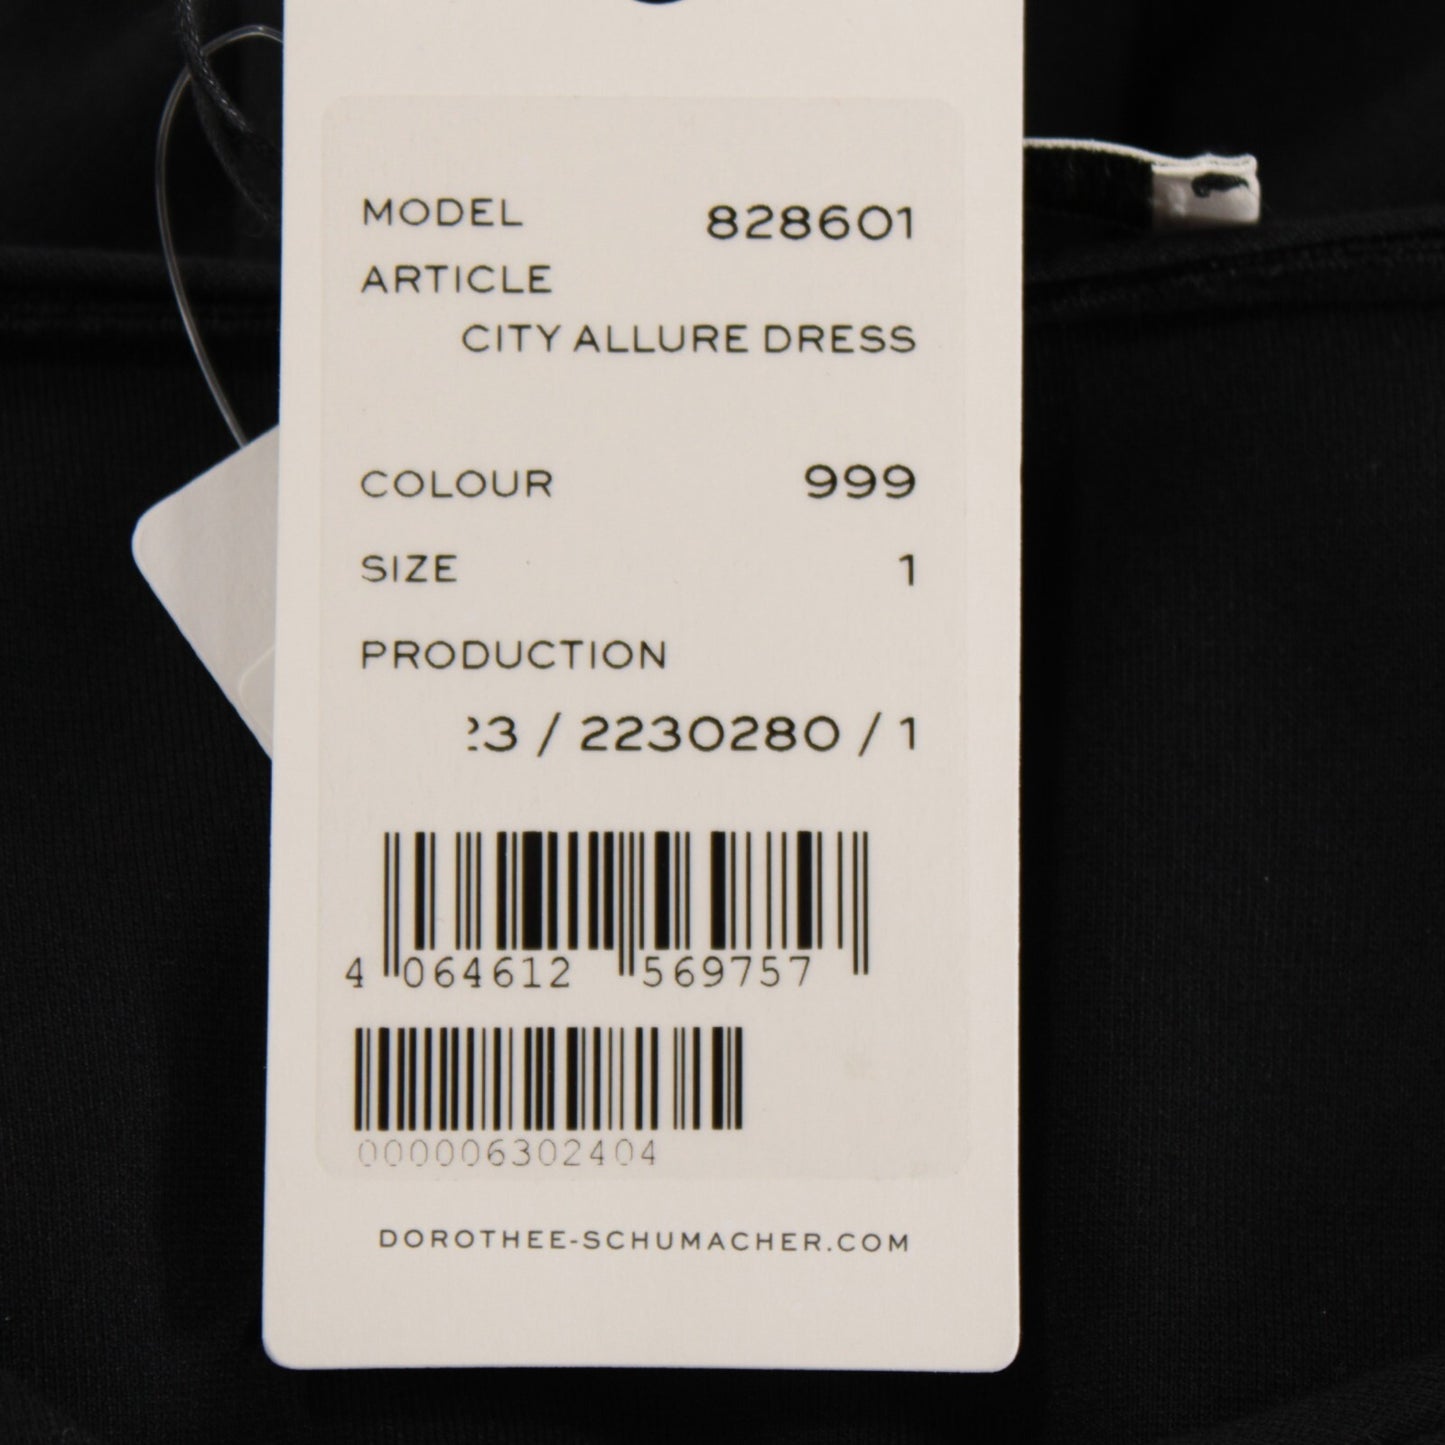 MODEL 828601
ARTICLE
CITY ALLURE DRESS
COLOUR 999
SIZE 1
PRODUCTION
23 / 2230280 / 1
4 064612 569757
000006302404
DOROTHEE-SCHUMACHER.COM